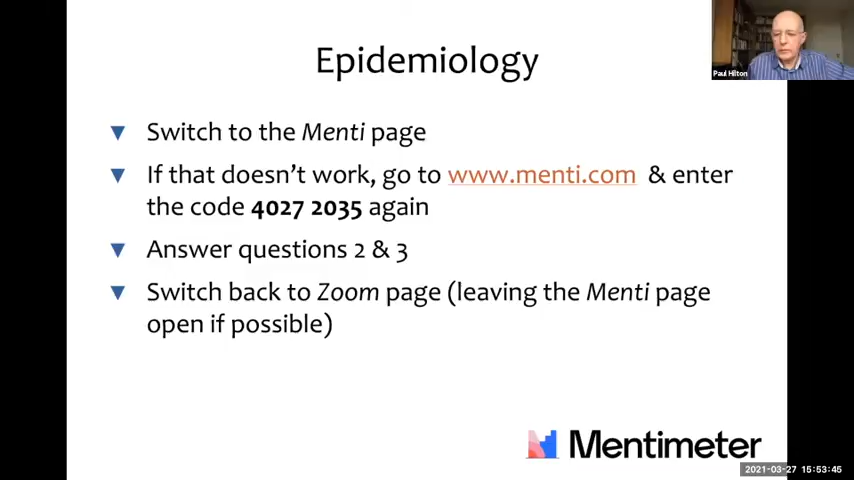 Epidemiology
Paul Hilton
Switch to the Menti page
If that doesn't work, go to www.menti.com & enter
the code 4027 2035 again
Answer questions 2 & 3
Switch back to Zoom page (leaving the Menti page
open if possible)
Mentimeter
2021-03-27 15:53:45